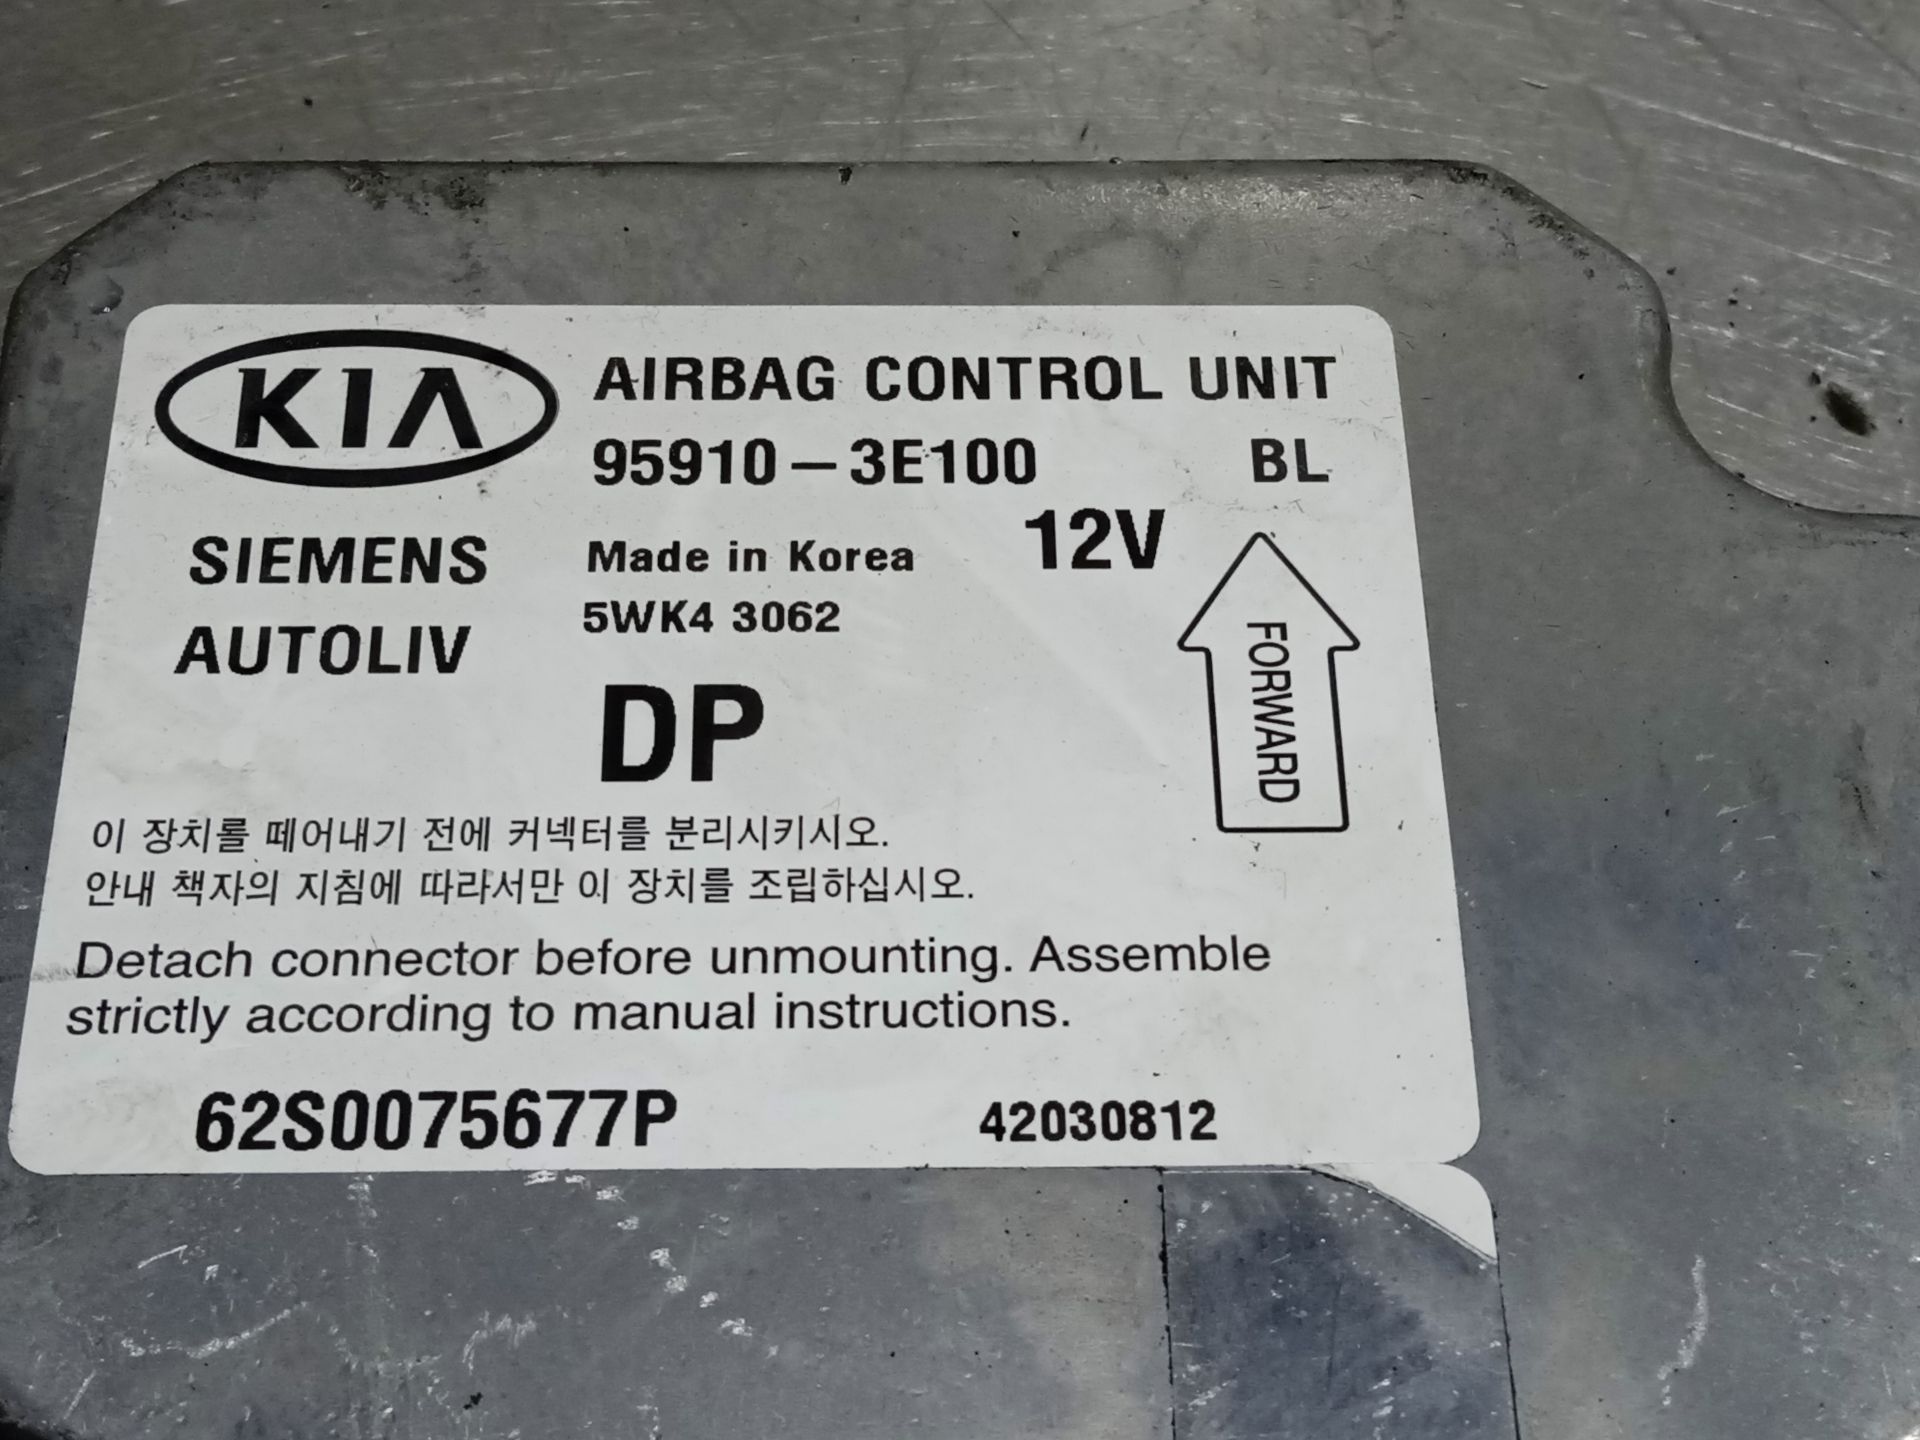 KIA
AIRBAG CONTROL UNIT
95910-3E100 BL
SIEMENS
AUTOLIV
Made in Korea
12V
5WK4 3062
FORWARD
DP
이 장치롤 떼어내기 전에 커넥터를 분리시키시오.
안내 책자의 지침에 따라서만 이 장치를 조립하십시오.
Detach connector before unmounting. Assemble
strictly according to manual instructions.
62S0075677P 42030812